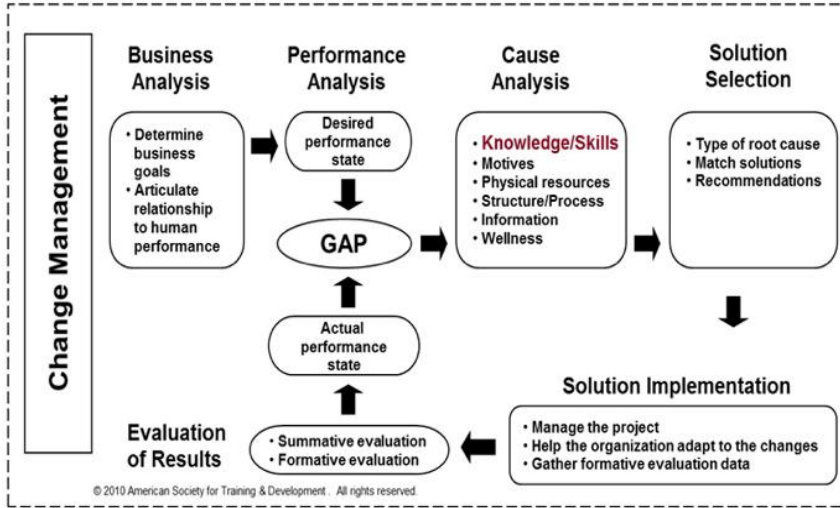 Change Management
Business
Analysis
• Determine
business
goals
• Articulate
relationship
to human
performance
Performance
Analysis
Desired
performance
state
GAP
Actual
performance
state
Cause
Analysis
• Knowledge/Skills
• Motives
• Physical resources
• Structure/Process
• Information
• Wellness
Solution
Selection
• Type of root cause
• Match solutions
• Recommendations
Solution Implementation
• Manage the project
• Help the organization adapt to the changes
• Gather formative evaluation data
Evaluation
of Results
• Summative evaluation
• Formative evaluation
© 2010 American Society for Training & Development . All rights reserved.